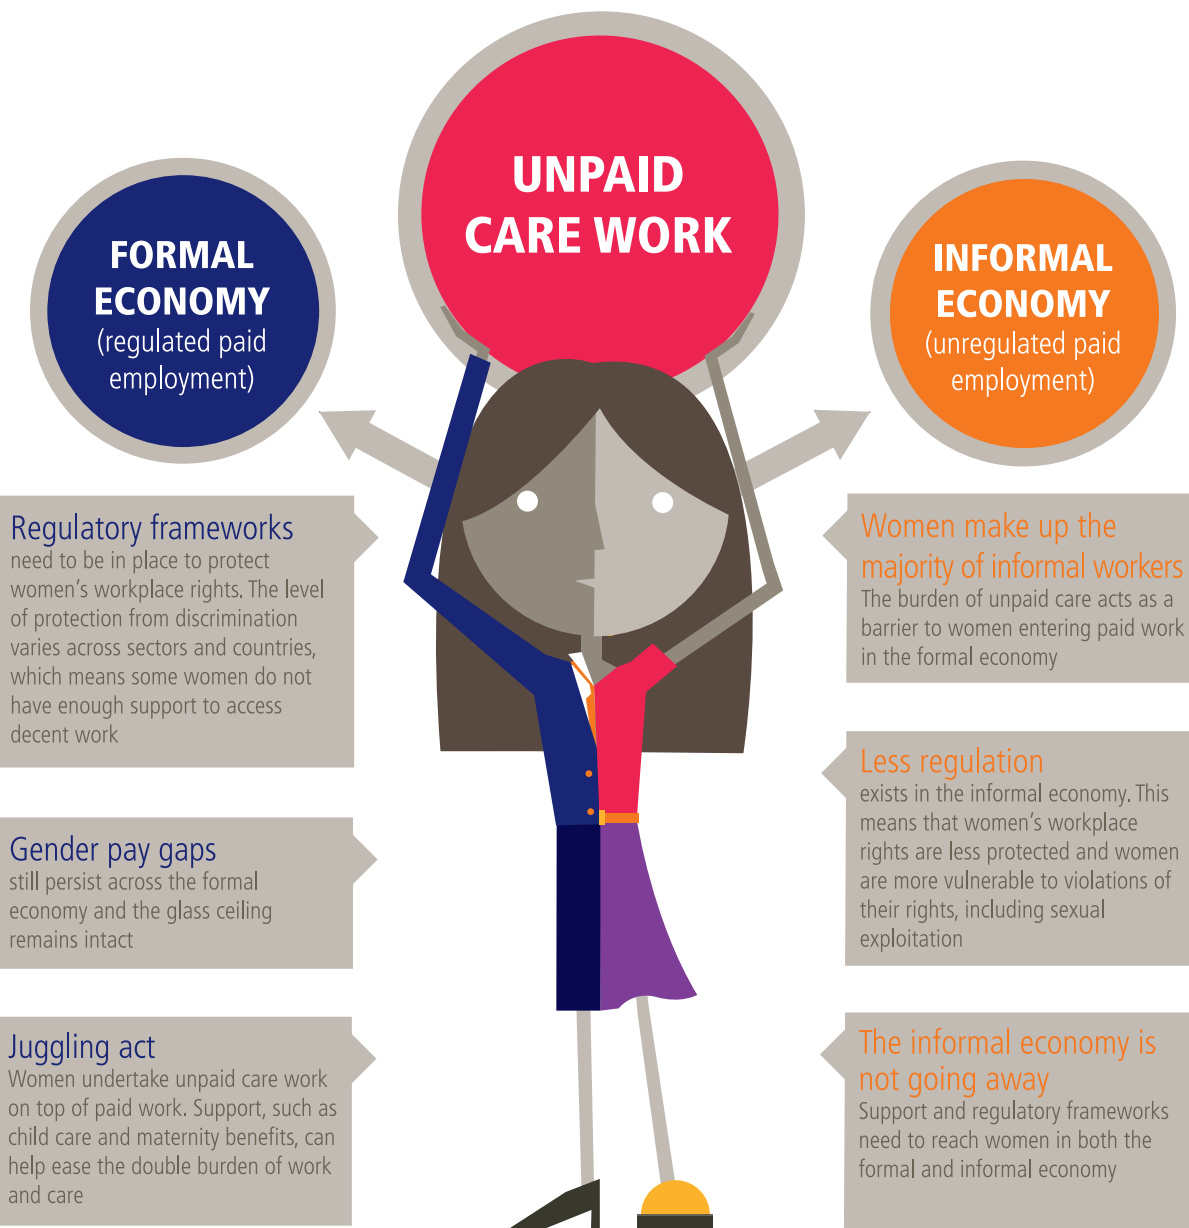 UNPAID
CARE WORK
FORMAL
ECONOMY
(regulated paid
employment)
INFORMAL
ECONOMY
(unregulated paid
employment)
Regulatory frameworks
need to be in place to protect
women's workplace rights. The level
of protection from discrimination
varies across sectors and countries,
which means some women do not
have enough support to access
decent work
Gender pay gaps
still persist across the formal
economy and the glass ceiling
remains intact
Juggling act
Women undertake unpaid care work
on top of paid work. Support, such as
child care and maternity benefits, can
help ease the double burden of work
and care
Women make up the
majority of informal workers
The burden of unpaid care acts as a
barrier to women entering paid work
in the formal economy
Less regulation
exists in the informal economy. This
means that women's workplace
rights are less protected and women
are more vulnerable to violations of
their rights, including sexual
exploitation
The informal economy is
not going away
Support and regulatory frameworks
need to reach women in both the
formal and informal economy